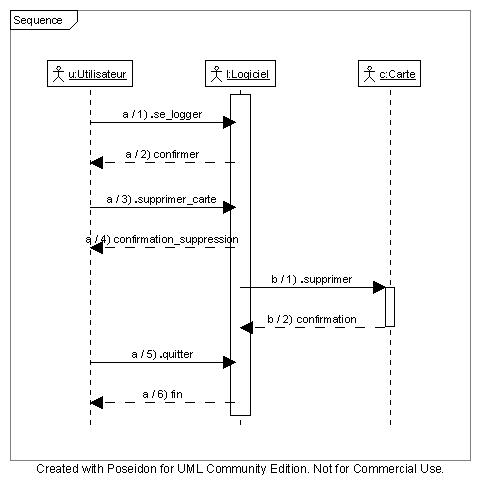 Sequence
u:Utilisateur
l:Logiciel
c:Carte
a / 1) .se_logger
a / 2) confirmer
a / 3) .supprimer_carte
a / 4) confirmation_suppression
b / 1) .supprimer
b / 2) confirmation
a / 5) .quitter
a / 6) fin
Created with Poseidon for UML Community Edition. Not for Commercial Use.